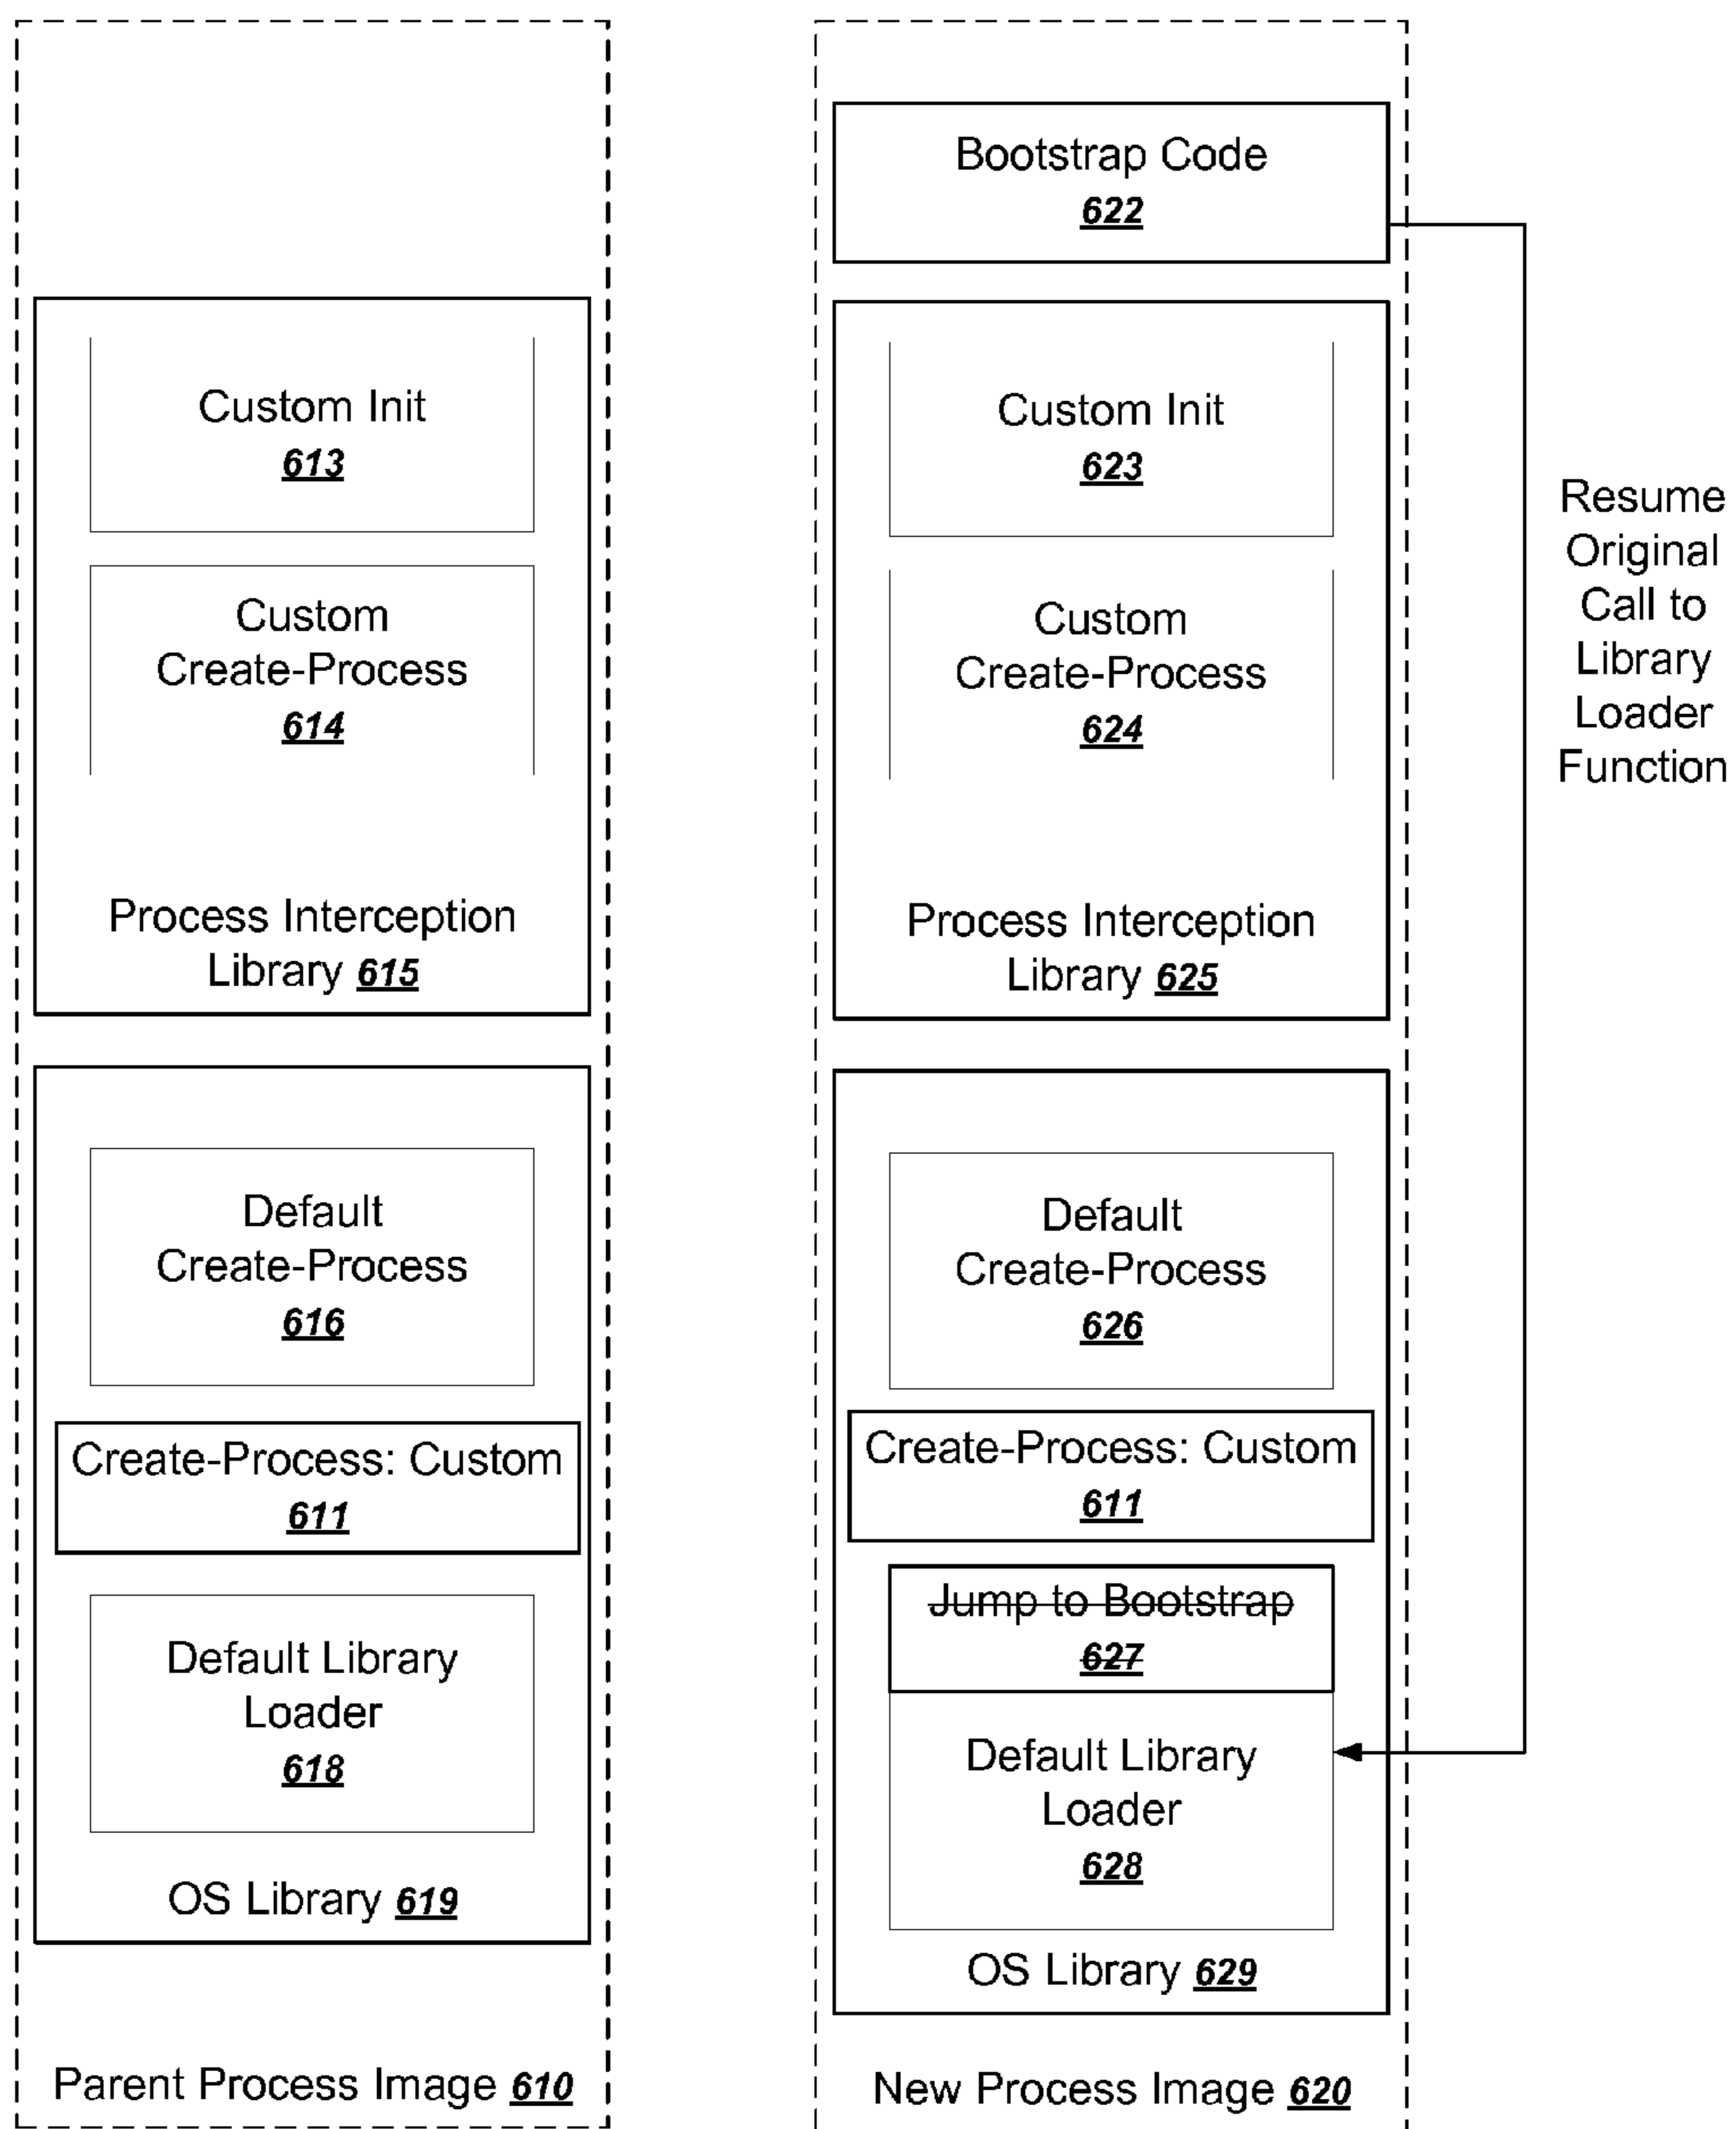 Custom Init
613
Custom
Create-Process
614
Process Interception
Library 615
Default
Create-Process
616
Create-Process: Custom
611
Default Library
Loader
618
OS Library 619
Parent Process Image 610
Bootstrap Code
622
Custom Init
623
Custom
Create-Process
624
Process Interception
Library 625
Default
Create-Process
626
Create-Process: Custom
611
Jump to Bootstrap
627
Default Library
Loader
628
OS Library 629
New Process Image 620
Resume
Original
Call to
Library
Loader
Function